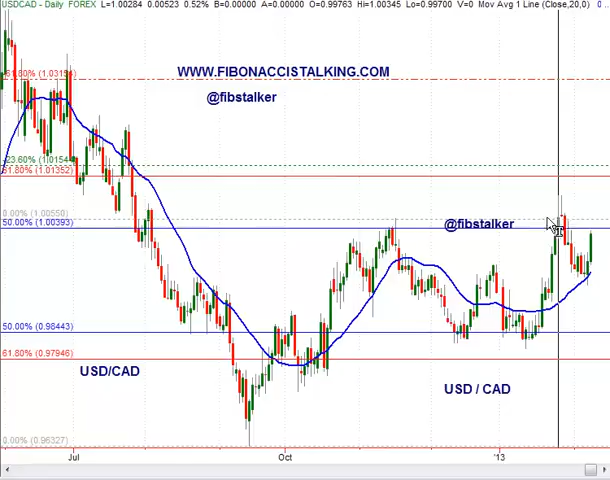 USDCAD - Daily FOREX L=1.00284 0.00523 0.52% B=0.00000 A=0.00000 O=0.99763 Hi=1.00345 Lo=0.99700 V=0 Mov Avg 1 Line (Close,20,0)
WWW.FIBONACCISTALKING.COM
61.80% (1.0315
@fibstalker
23.60% (1.0154
61.80% (1.01352)
0.00% (1.00550)
50.00% (1.00393)
@fibstalker
50.00% (0.98443)
61.80% (0.97946)
USD/CAD
USD / CAD
0.00% (0.96327)
Jul
Oct
'13